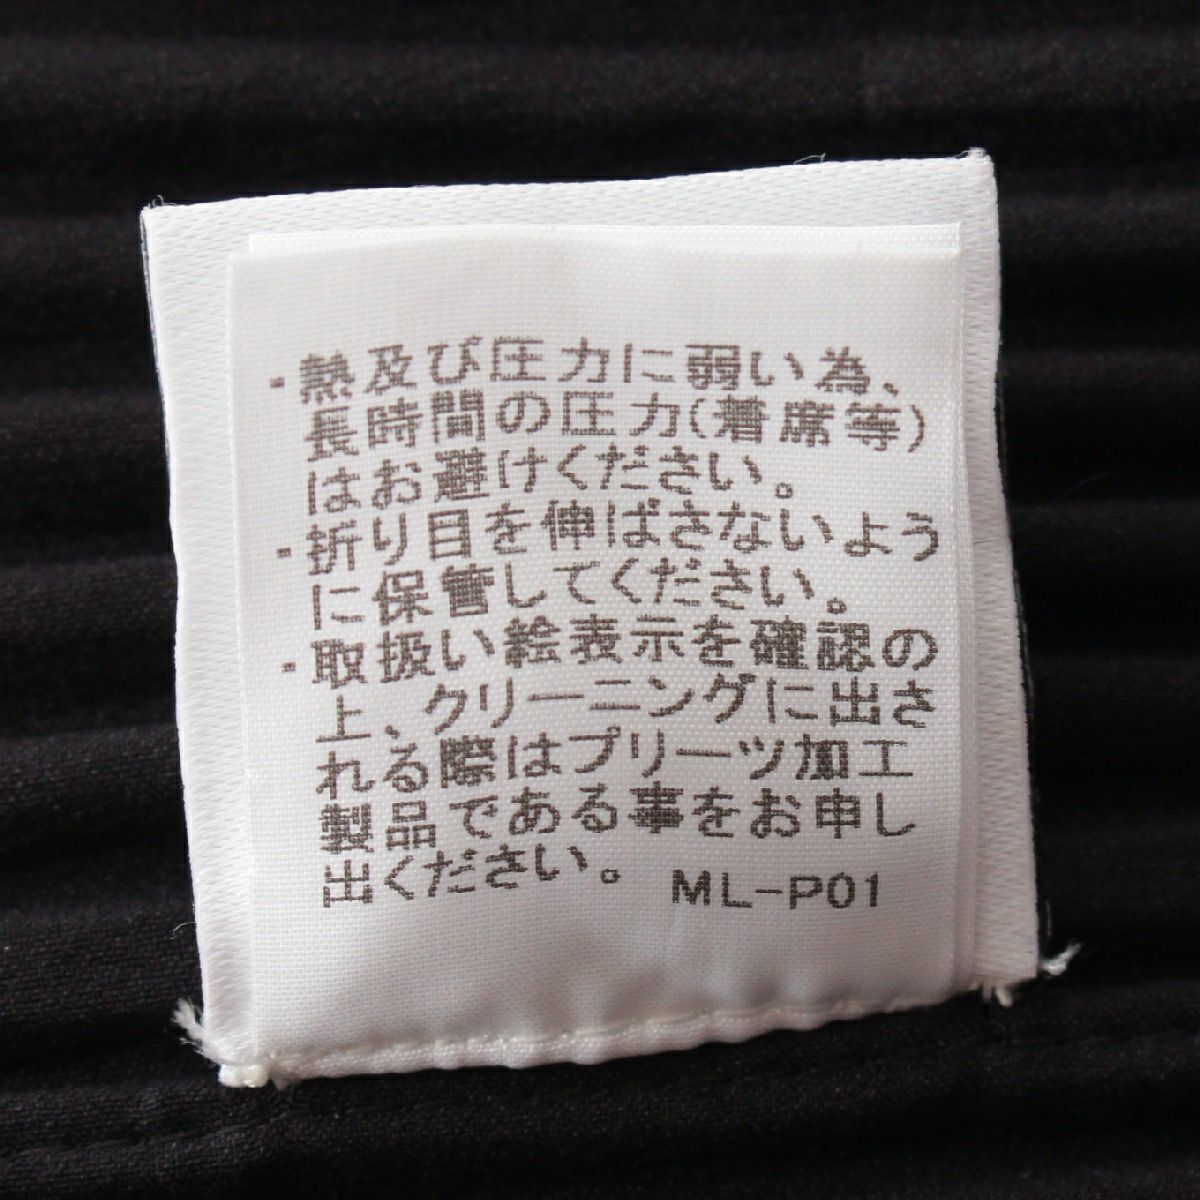 ・熱及び圧力に弱い為、
長時間の圧力(着席等)
はお避けください。
・折り目を伸ばさないよう
に保管してください。
・取扱い絵表示を確認の
上、クリーニングに出さ
れる際はプリーツ加工
製品である事をお申し
出ください。 ML-P01